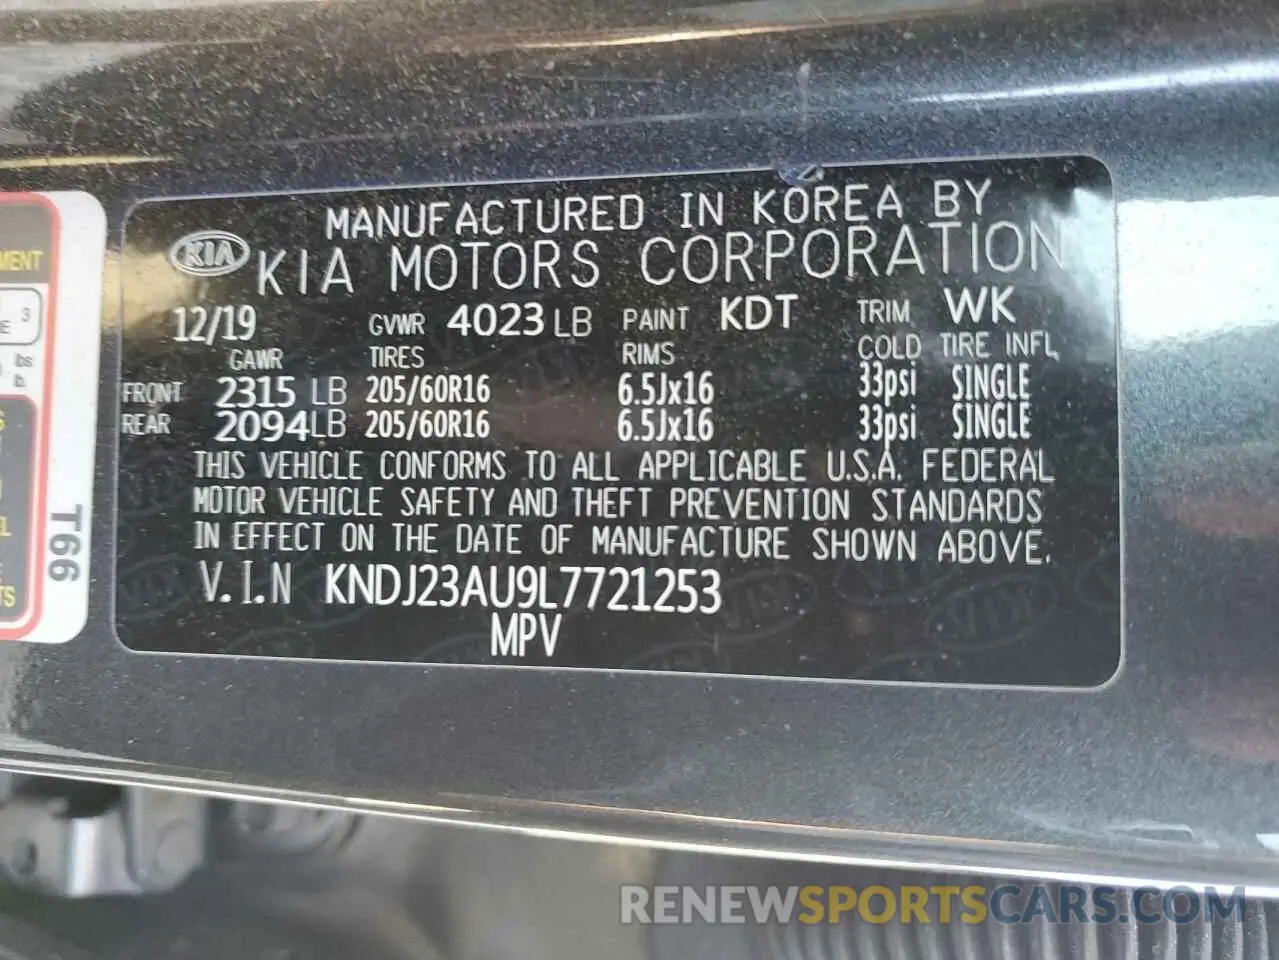 MANUFACTURED IN KOREA BY
KIA KIA MOTORS CORPORATION
12/19 GVWR 4023 LB PAINT KDT TRIM WK
GAWR TIRES RIMS COLD TIRE INFL
FRONT 2315 LB 205/60R16 6.5Jx16 33psi SINGLE
REAR 2094LB 205/60R16 6.5Jx16 33psi SINGLE
THIS VEHICLE CONFORMS TO ALL APPLICABLE U.S.A. FEDERAL
MOTOR VEHICLE SAFETY AND THEFT PREVENTION STANDARDS
IN EFFECT ON THE DATE OF MANUFACTURE SHOWN ABOVE.
V.I.N KNDJ23AU9L7721253
MPV
3
lbs
T66
RENEWSPORTSCARS.COM